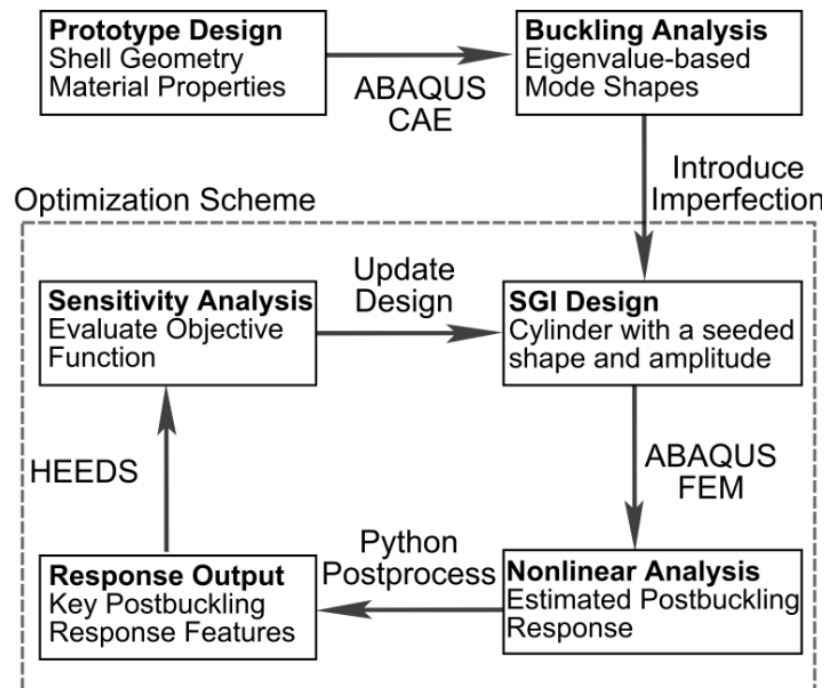 Prototype Design
Shell Geometry
Material Properties
ABAQUS
CAE
Buckling Analysis
Eigenvalue-based
Mode Shapes
Introduce
Imperfection
Optimization Scheme
Sensitivity Analysis
Evaluate Objective
Function
Update
Design
SGI Design
Cylinder with a seeded
shape and amplitude
HEEDS
ABAQUS
FEM
Response Output
Key Postbuckling
Response Features
Python
Postprocess
Nonlinear Analysis
Estimated Postbuckling
Response